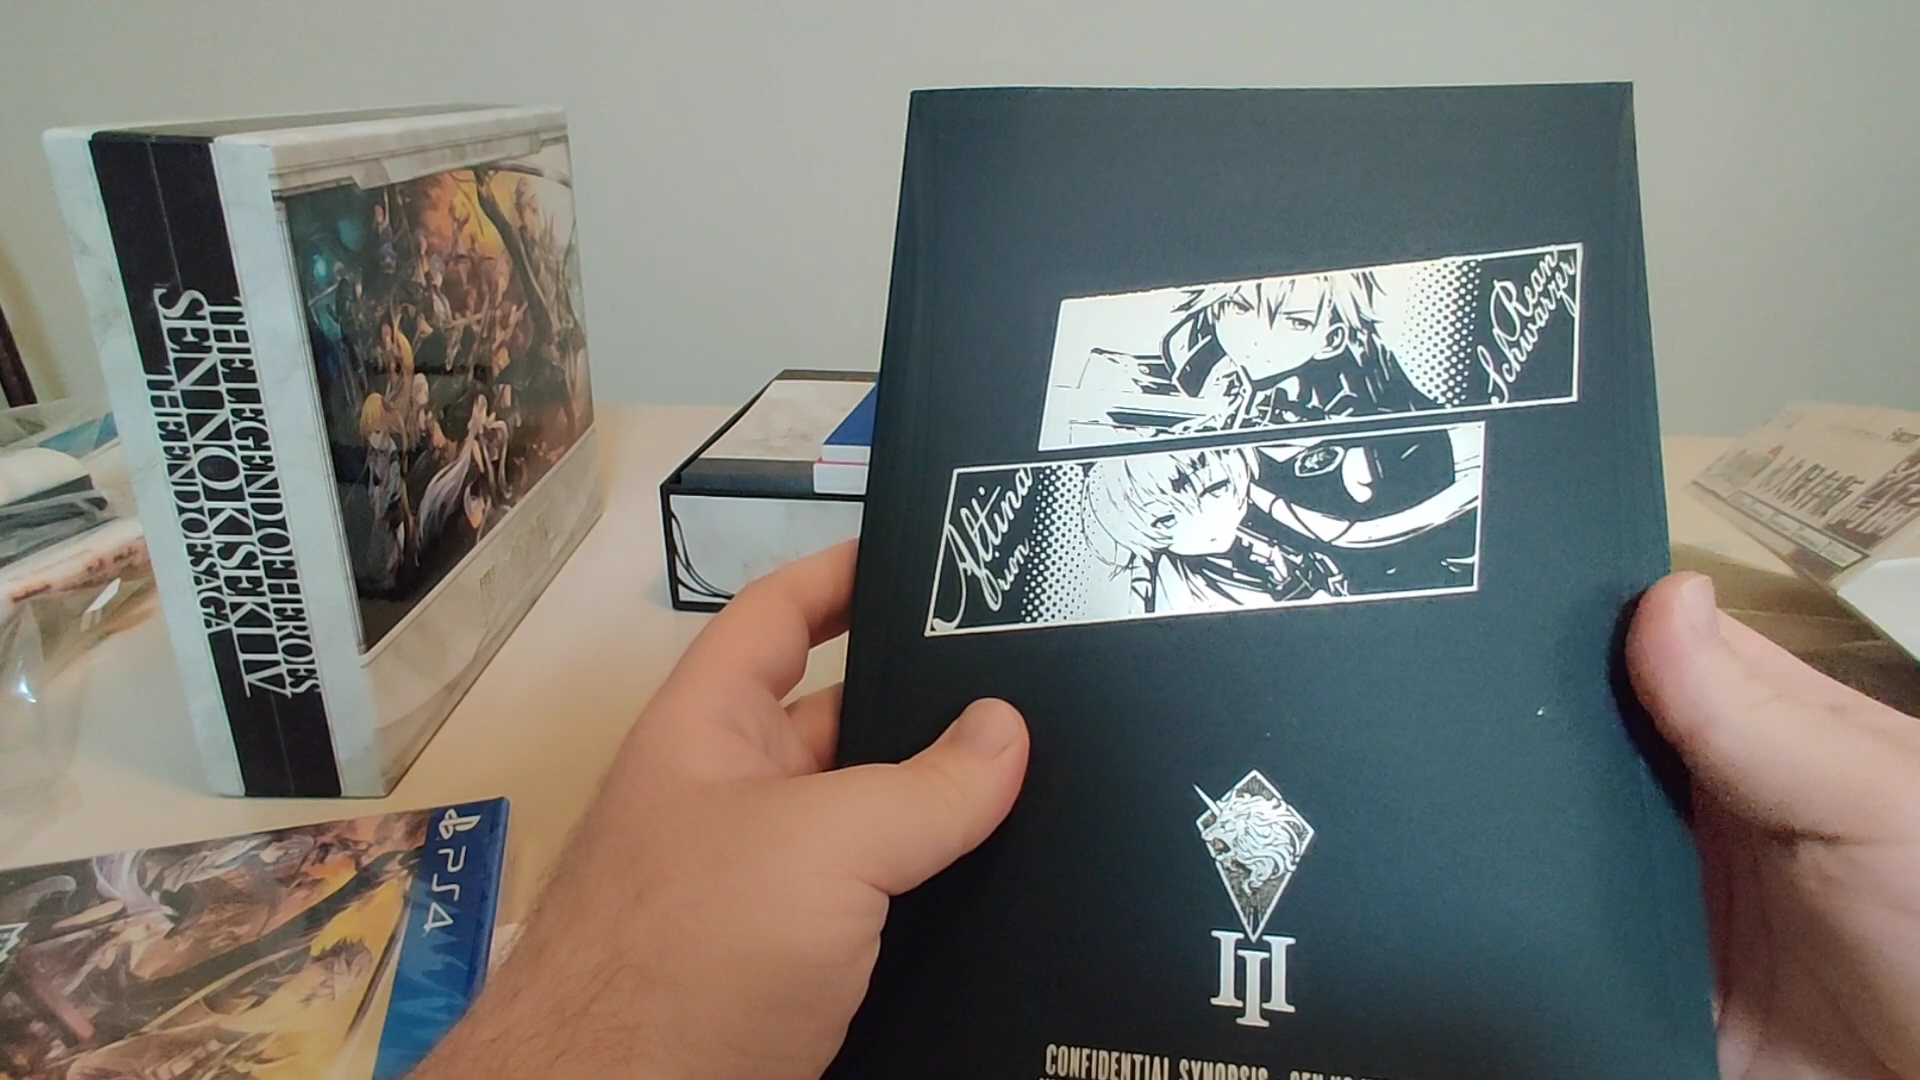 THE LEGEND OF HEROES
SEN NO KISEKI IV
THE END OF SAGA
Rean
Schwarzer
Altina
Orion
III
CONFIDENTIAL SYNOPSIS
PS4